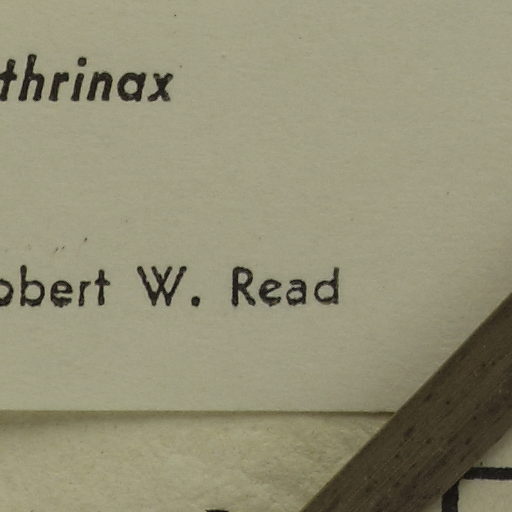 thrinax
obert W. Read